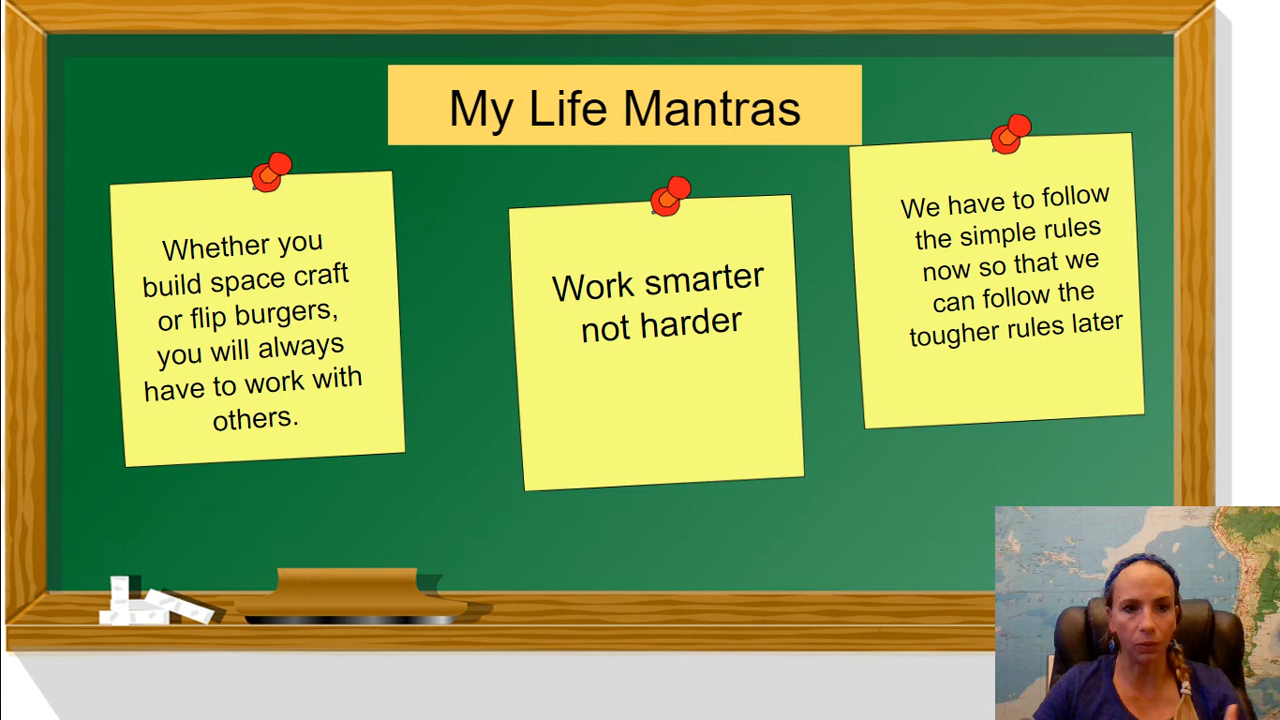 My Life Mantras
Whether you
build space craft
or flip burgers,
you will always
have to work with
others.
Work smarter
not harder
We have to follow
the simple rules
now so that we
can follow the
tougher rules later